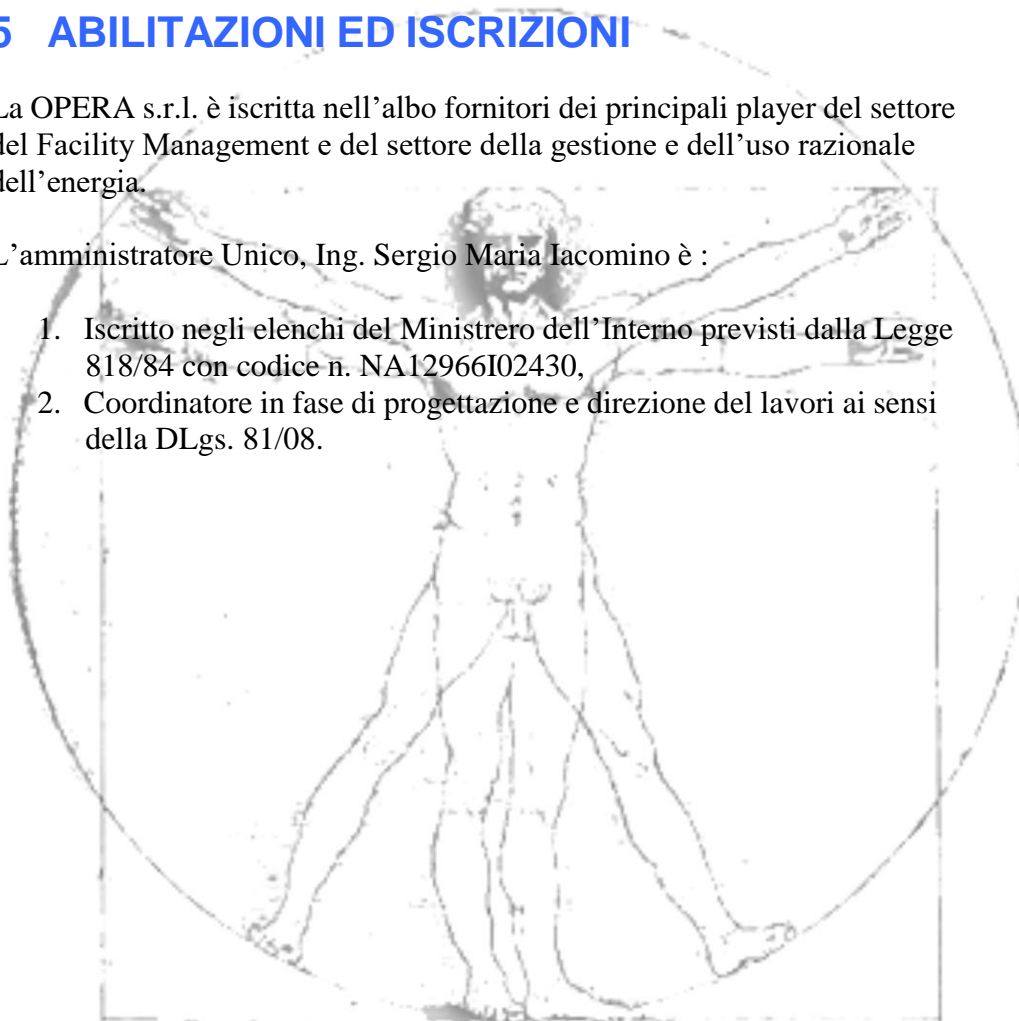 5 ABILITAZIONI ED ISCRIZIONI
La OPERA s.r.l. è iscritta nell’albo fornitori dei principali player del settore
del Facility Management e del settore della gestione e dell’uso razionale
dell’energia.
L’amministratore Unico, Ing. Sergio Maria Iacomino è :
1. Iscritto negli elenchi del Ministrero dell’Interno previsti dalla Legge
818/84 con codice n. NA12966I02430,
2. Coordinatore in fase di progettazione e direzione del lavori ai sensi
della DLgs. 81/08.